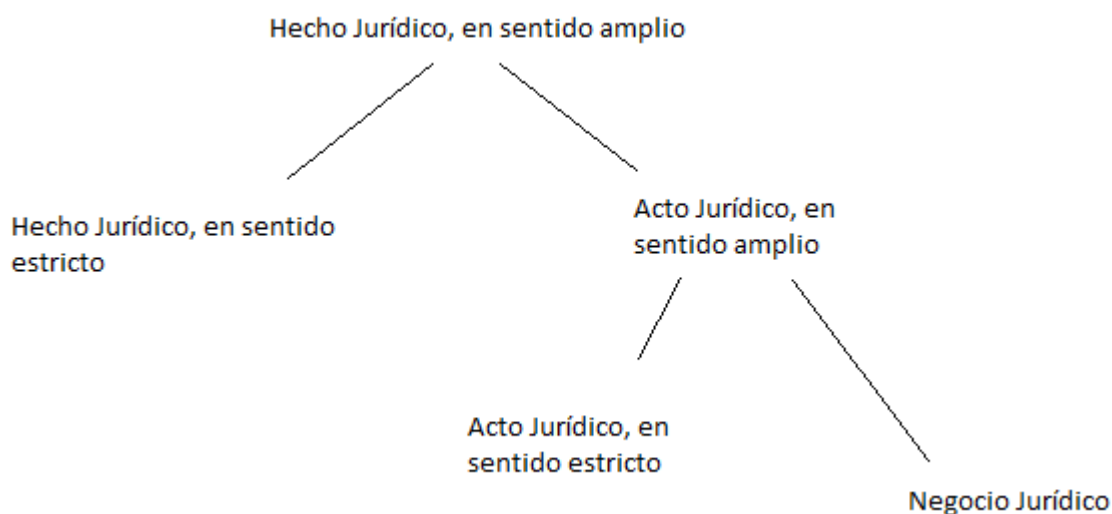 Hecho Jurídico, en sentido amplio
Hecho Jurídico, en sentido
estricto
Acto Jurídico, en
sentido amplio
Acto Jurídico, en
sentido estricto
Negocio Jurídico